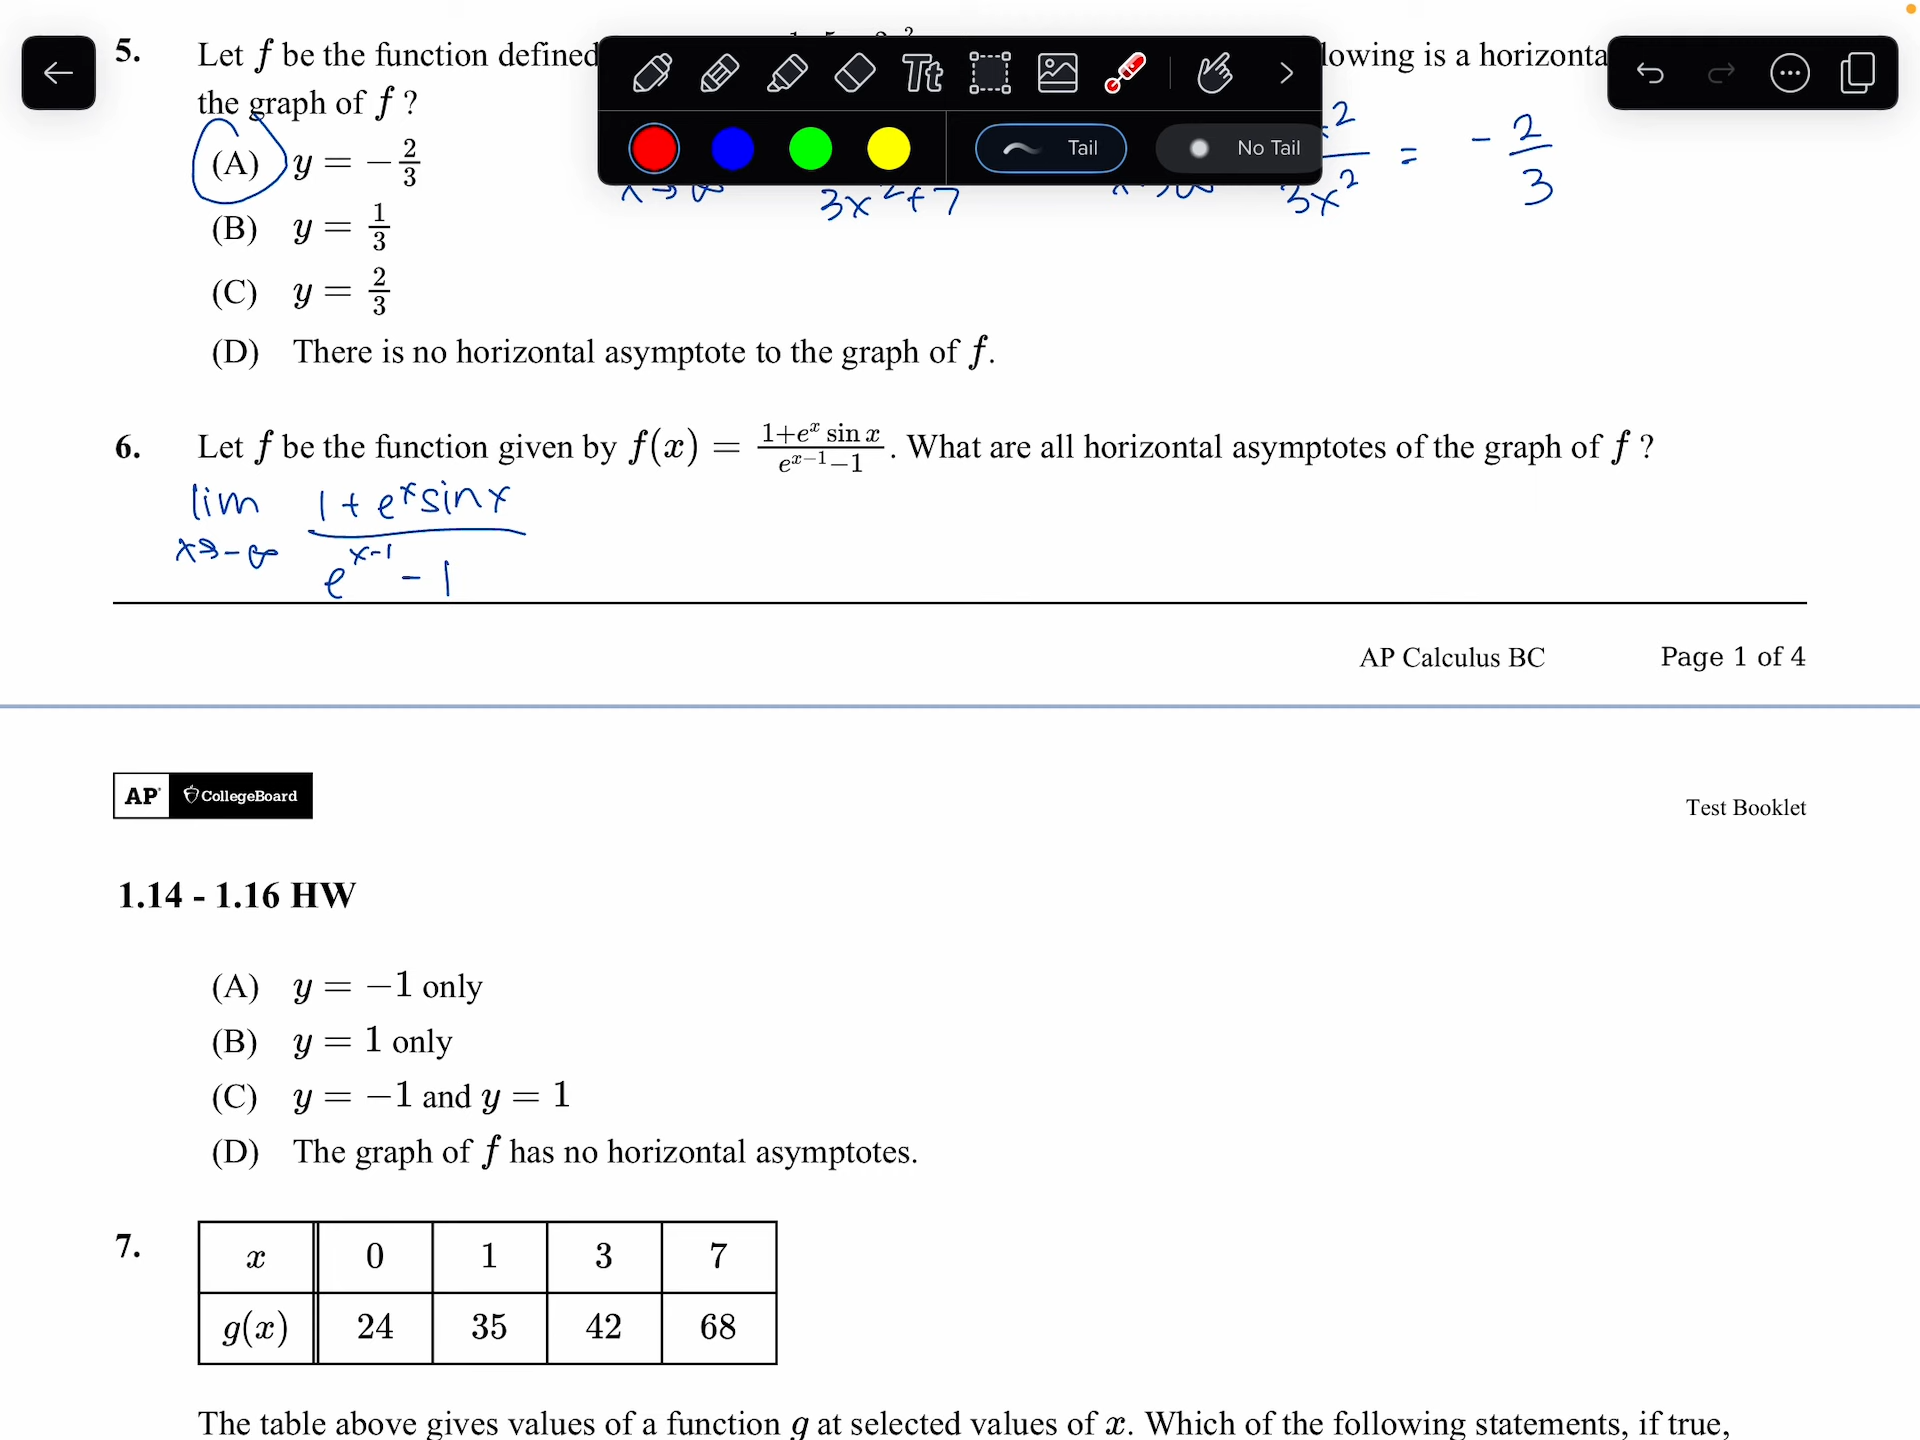 5. Let f be the function defined lowing is a horizonta
the graph of f ?
(A) y = −2/3
(B) y = 1/3
(C) y = 2/3
(D) There is no horizontal asymptote to the graph of f.
Tt
Tail No Tail
x→∞ 3x²+7 3x² = - 2/3
6. Let f be the function given by f(x) = (1+eˣ sin x)/(eˣ⁻¹−1). What are all horizontal asymptotes of the graph of f ?
lim 1 + eˣ sin x
x→-∞ eˣ⁻¹ - 1
AP Calculus BC Page 1 of 4
AP CollegeBoard
Test Booklet
1.14 - 1.16 HW
(A) y = −1 only
(B) y = 1 only
(C) y = −1 and y = 1
(D) The graph of f has no horizontal asymptotes.
7. x 0 1 3 7
g(x) 24 35 42 68
The table above gives values of a function g at selected values of x. Which of the following statements, if true,